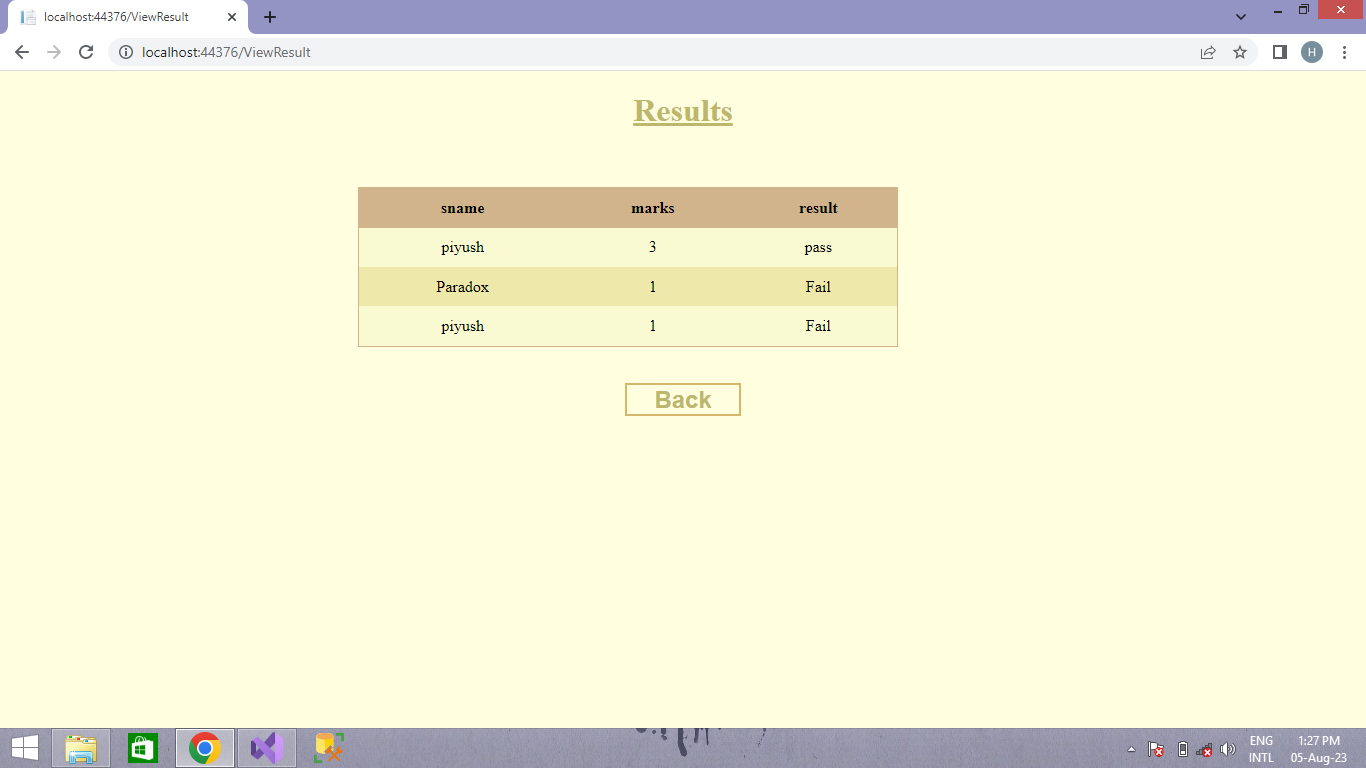 localhost:44376/ViewResult
localhost:44376/ViewResult
H
Results
sname marks result
piyush 3 pass
Paradox 1 Fail
piyush 1 Fail
Back
ENG 1:27 PM
INTL 05-Aug-23